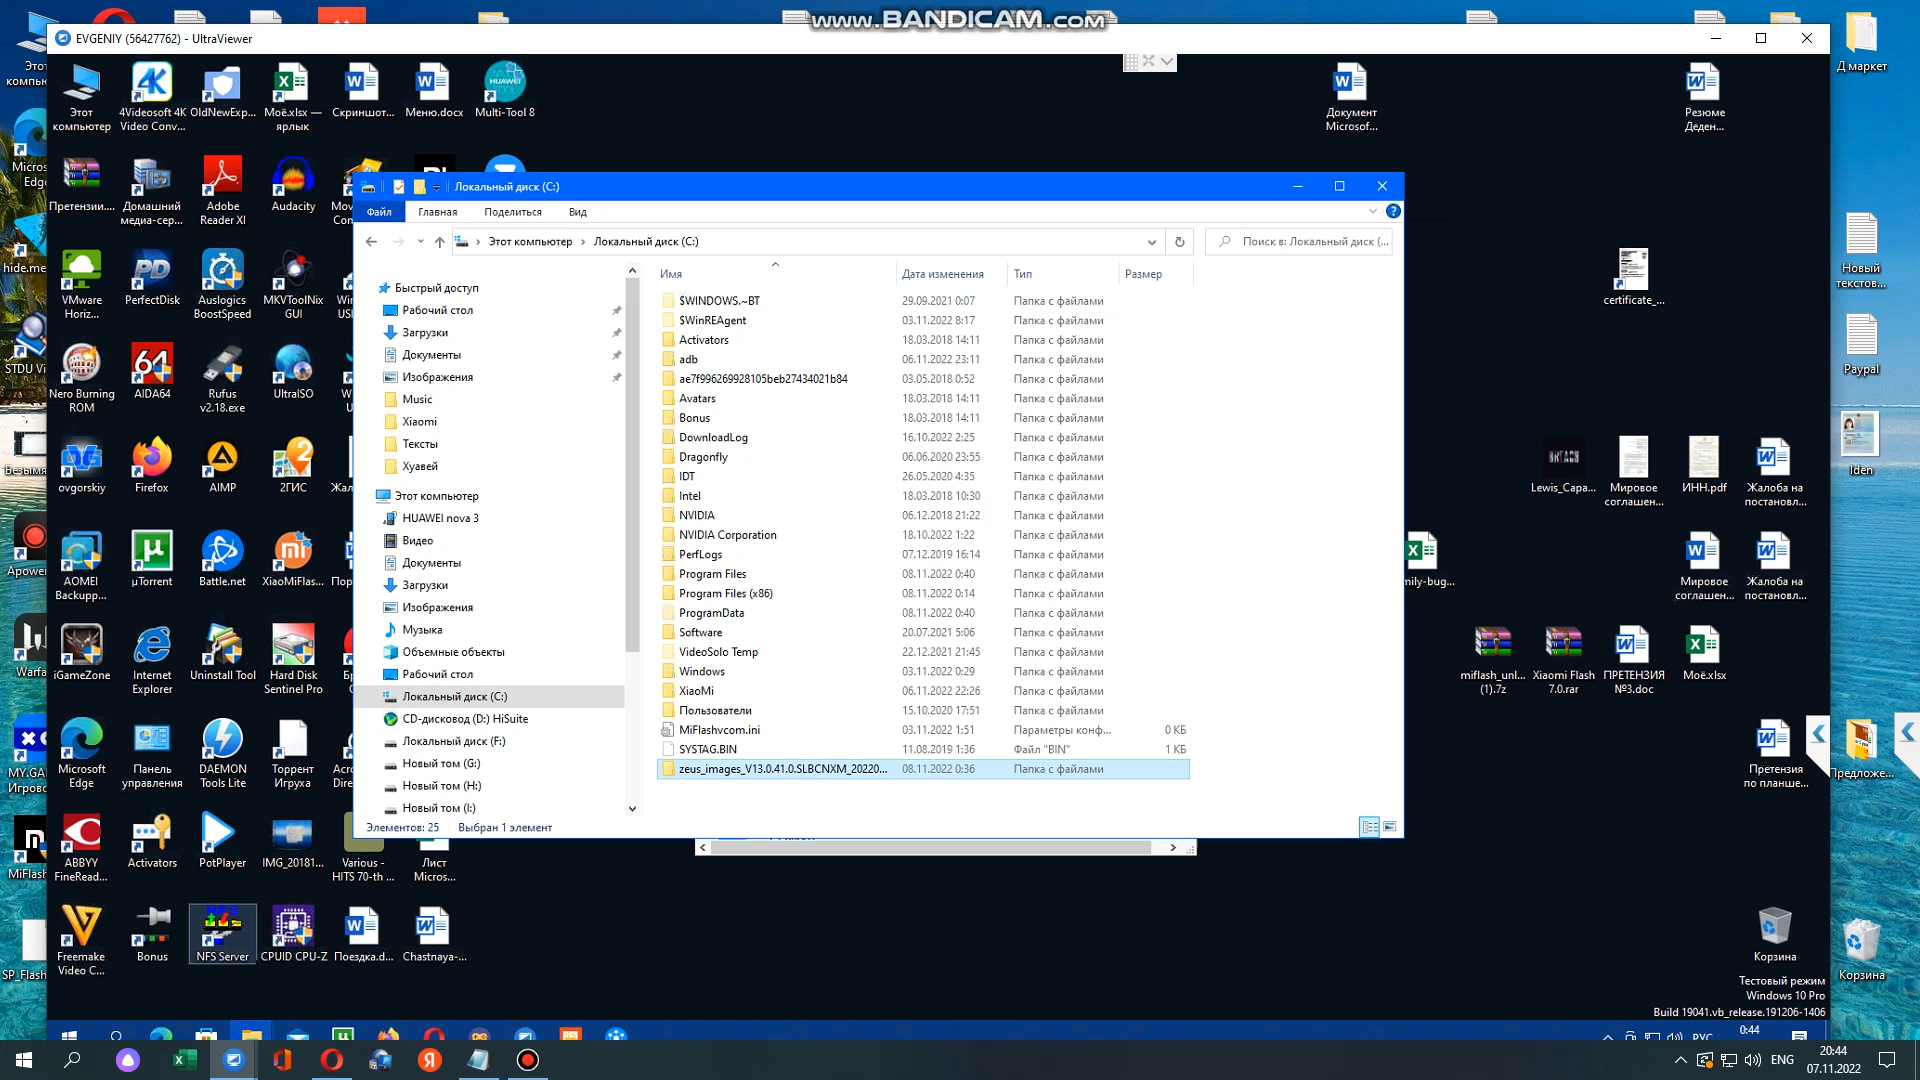 www.BANDICAM.com
EVGENIY (56427762) - UltraViewer
Этот
компьютер
4Videosoft 4K
Video Conv...
OldNewExp...
Моё.xlsx —
ярлык
Скриншот...
Меню.docx
Multi-Tool 8
Документ
Microsof...
Резюме
Деден...
Д маркет
Microsoft
Edge
Претензии....
Домашний
медиа-сер...
Adobe
Reader XI
Audacity
Локальный диск (C:)
Файл
Главная
Поделиться
Вид
Этот компьютер
Локальный диск (C:)
Поиск в: Локальный диск (...
Имя
Дата изменения
Тип
Размер
Быстрый доступ
Рабочий стол
Загрузки
Документы
Изображения
Music
Xiaomi
Тексты
Хуавей
Этот компьютер
HUAWEI nova 3
Видео
Документы
Загрузки
Изображения
Музыка
Объемные объекты
Рабочий стол
Локальный диск (C:)
CD-дисковод (D:) HiSuite
Локальный диск (F:)
Новый том (G:)
Новый том (H:)
Новый том (I:)
$WINDOWS.~BT 29.09.2021 0:07 Папка с файлами
$WinREAgent 03.11.2022 8:17 Папка с файлами
Activators 18.03.2018 14:11 Папка с файлами
adb 06.11.2022 23:11 Папка с файлами
ae7f996269928105beb27434021b84 03.05.2018 0:52 Папка с файлами
Avatars 18.03.2018 14:11 Папка с файлами
Bonus 18.03.2018 14:11 Папка с файлами
DownloadLog 16.10.2022 2:25 Папка с файлами
Dragonfly 06.06.2020 23:55 Папка с файлами
IDT 26.05.2020 4:35 Папка с файлами
Intel 18.03.2018 10:30 Папка с файлами
NVIDIA 06.12.2018 21:22 Папка с файлами
NVIDIA Corporation 18.10.2022 1:22 Папка с файлами
PerfLogs 07.12.2019 16:14 Папка с файлами
Program Files 08.11.2022 0:40 Папка с файлами
Program Files (x86) 08.11.2022 0:14 Папка с файлами
ProgramData 08.11.2022 0:40 Папка с файлами
Software 20.07.2021 5:06 Папка с файлами
VideoSolo Temp 22.12.2021 21:45 Папка с файлами
Windows 03.11.2022 0:29 Папка с файлами
XiaoMi 06.11.2022 22:26 Папка с файлами
Пользователи 15.10.2020 17:51 Папка с файлами
MiFlashvcom.ini 03.11.2022 1:51 Параметры конф... 0 КБ
SYSTAG.BIN 11.08.2019 1:36 Файл "BIN" 1 КБ
zeus_images_V13.0.41.0.SLBCNXM_20220... 08.11.2022 0:36 Папка с файлами
Элементов: 25
Выбран 1 элемент
hide.me
VMware
Horiz...
PerfectDisk
Auslogics
BoostSpeed
MKVToolNix
GUI
certificate_...
Новый
текстов...
STDU Vi
Nero Burning
ROM
AIDA64
Rufus
v2.18.exe
UltraISO
Paypal
ovgorskiy
Firefox
AIMP
2ГИС
Lewis_Capa...
Мировое
соглашен...
ИНН.pdf
Жалоба на
постановл...
Iden
AOMEI
Backupp...
µTorrent
Battle.net
XiaoMiFlas...
mily-bug...
Мировое
соглашен...
Жалоба на
постановл...
iGameZone
Internet
Explorer
Uninstall Tool
Hard Disk
Sentinel Pro
miflash_unl...
(1).7z
Xiaomi Flash
7.0.rar
ПРЕТЕНЗИЯ
№3.doc
Моё.xlsx
MY.GA
Игрово
Microsoft
Edge
Панель
управления
DAEMON
Tools Lite
Торрент
Игруха
Претензия
по планше...
Предложе...
MiFlash
ABBYY
FineRead...
Activators
PotPlayer
IMG_20181...
Various -
HITS 70-th ...
Лист
Micros...
SP_Flash
Freemake
Video C...
Bonus
NFS Server
CPUID CPU-Z
Поездка.d...
Chastnaya-...
Корзина
Корзина
Тестовый режим
Windows 10 Pro
Build 19041.vb_release.191206-1406
РУС
0:44
ENG
20:44
07.11.2022